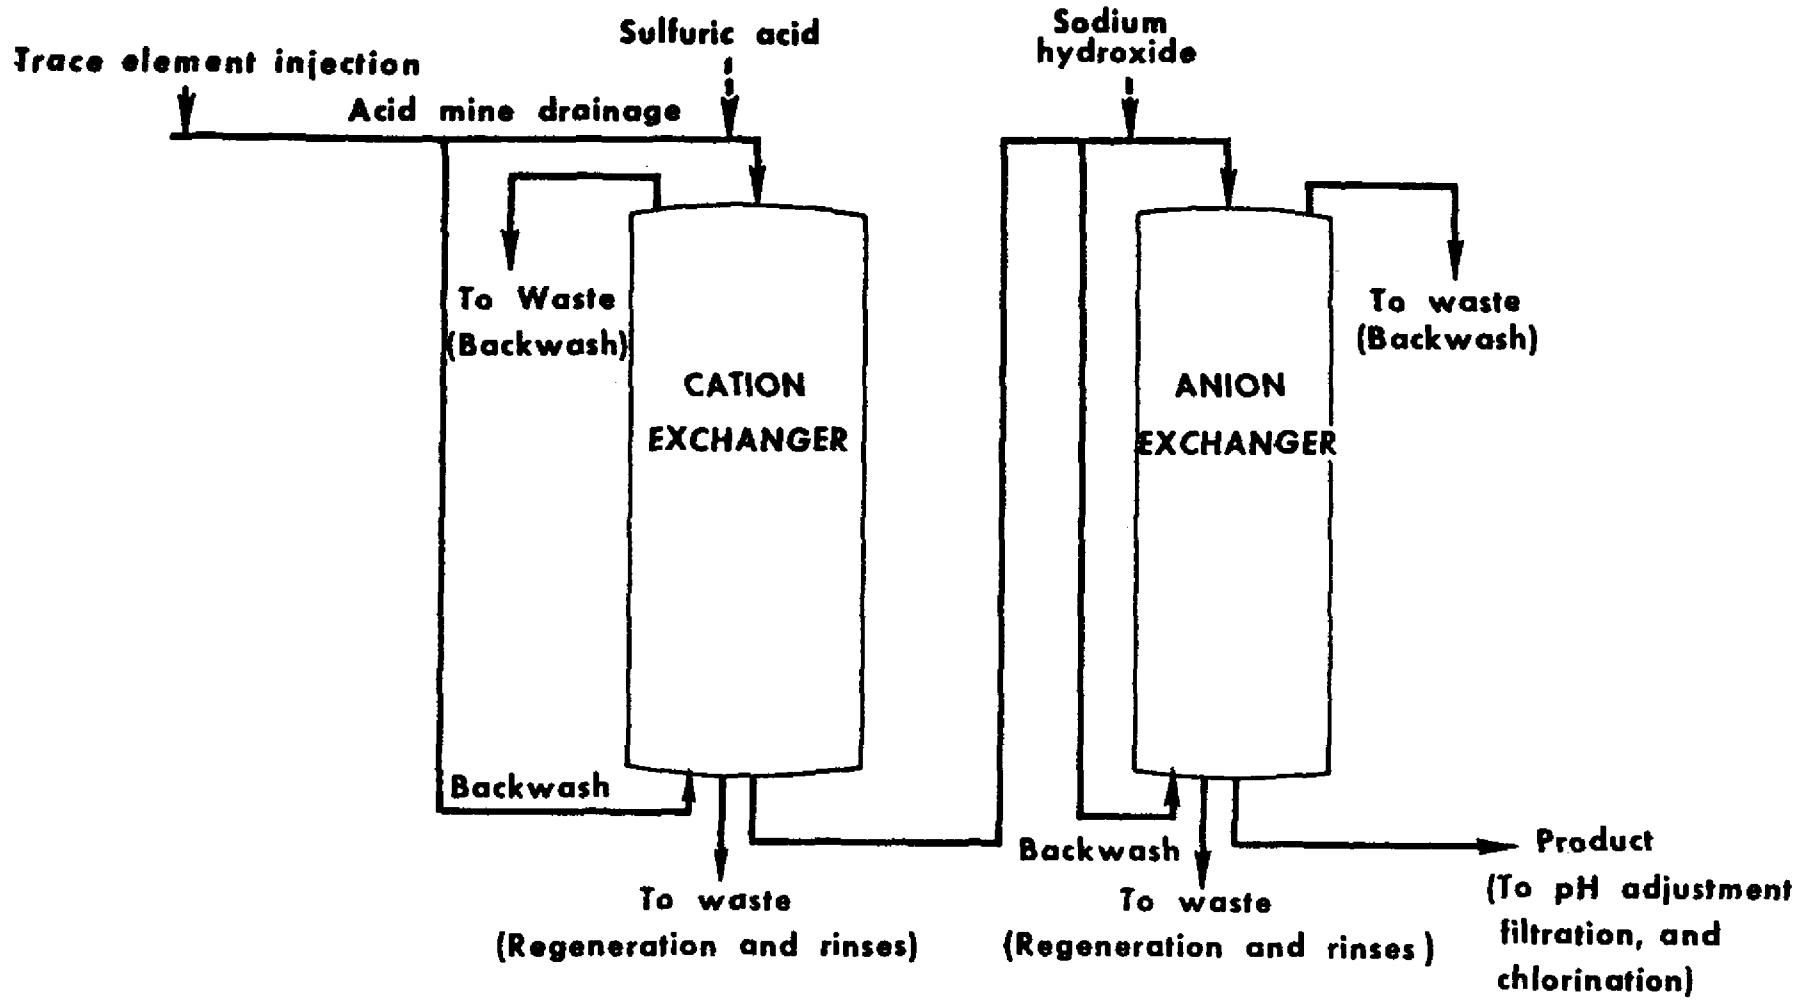 Sulfuric acid
Sodium
hydroxide
Trace element injection
Acid mine drainage
To Waste
(Backwash)
To waste
(Backwash)
CATION
EXCHANGER
ANION
EXCHANGER
Backwash
Backwash
Product
To waste
(Regeneration and rinses)
To waste
(Regeneration and rinses)
(To pH adjustment
filtration, and
chlorination)